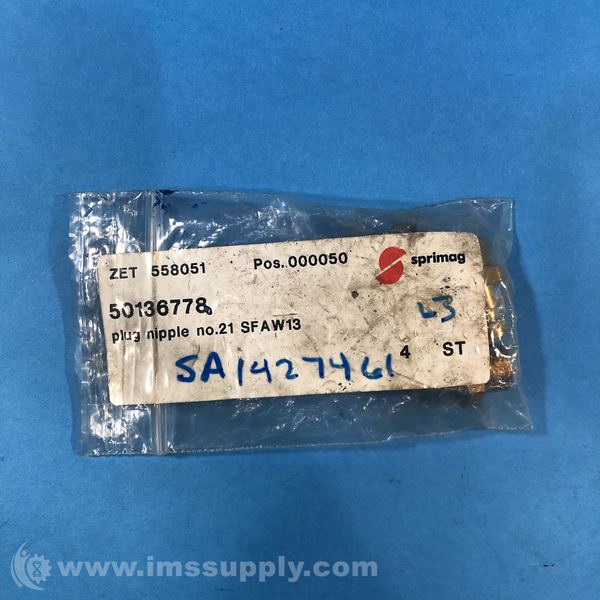 ZET 558051 Pos..000050 sprimag
50136778
plug nipple no.21 SFAW13
L3
4 ST
SA1427461
www.imssupply.com